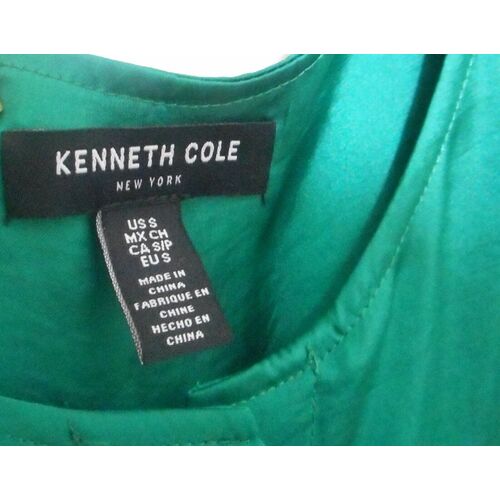 KENNETH COLE
NEW YORK
US S
MX CH
CA S/P
EU S
MADE IN
CHINA
FABRIQUE EN
CHINE
HECHO EN
CHINA